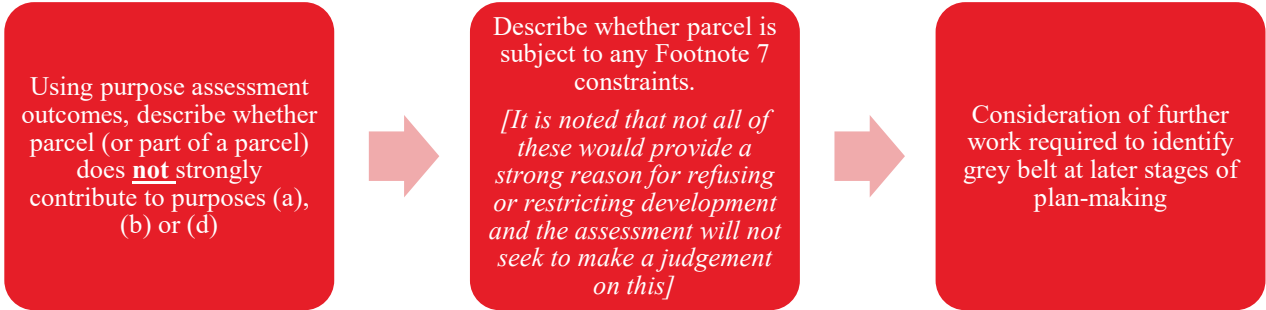 Using purpose assessment
outcomes, describe whether
parcel (or part of a parcel)
does not strongly
contribute to purposes (a),
(b) or (d)
Describe whether parcel is
subject to any Footnote 7
constraints.
[It is noted that not all of
these would provide a
strong reason for refusing
or restricting development
and the assessment will not
seek to make a judgement
on this]
Consideration of further
work required to identify
grey belt at later stages of
plan-making